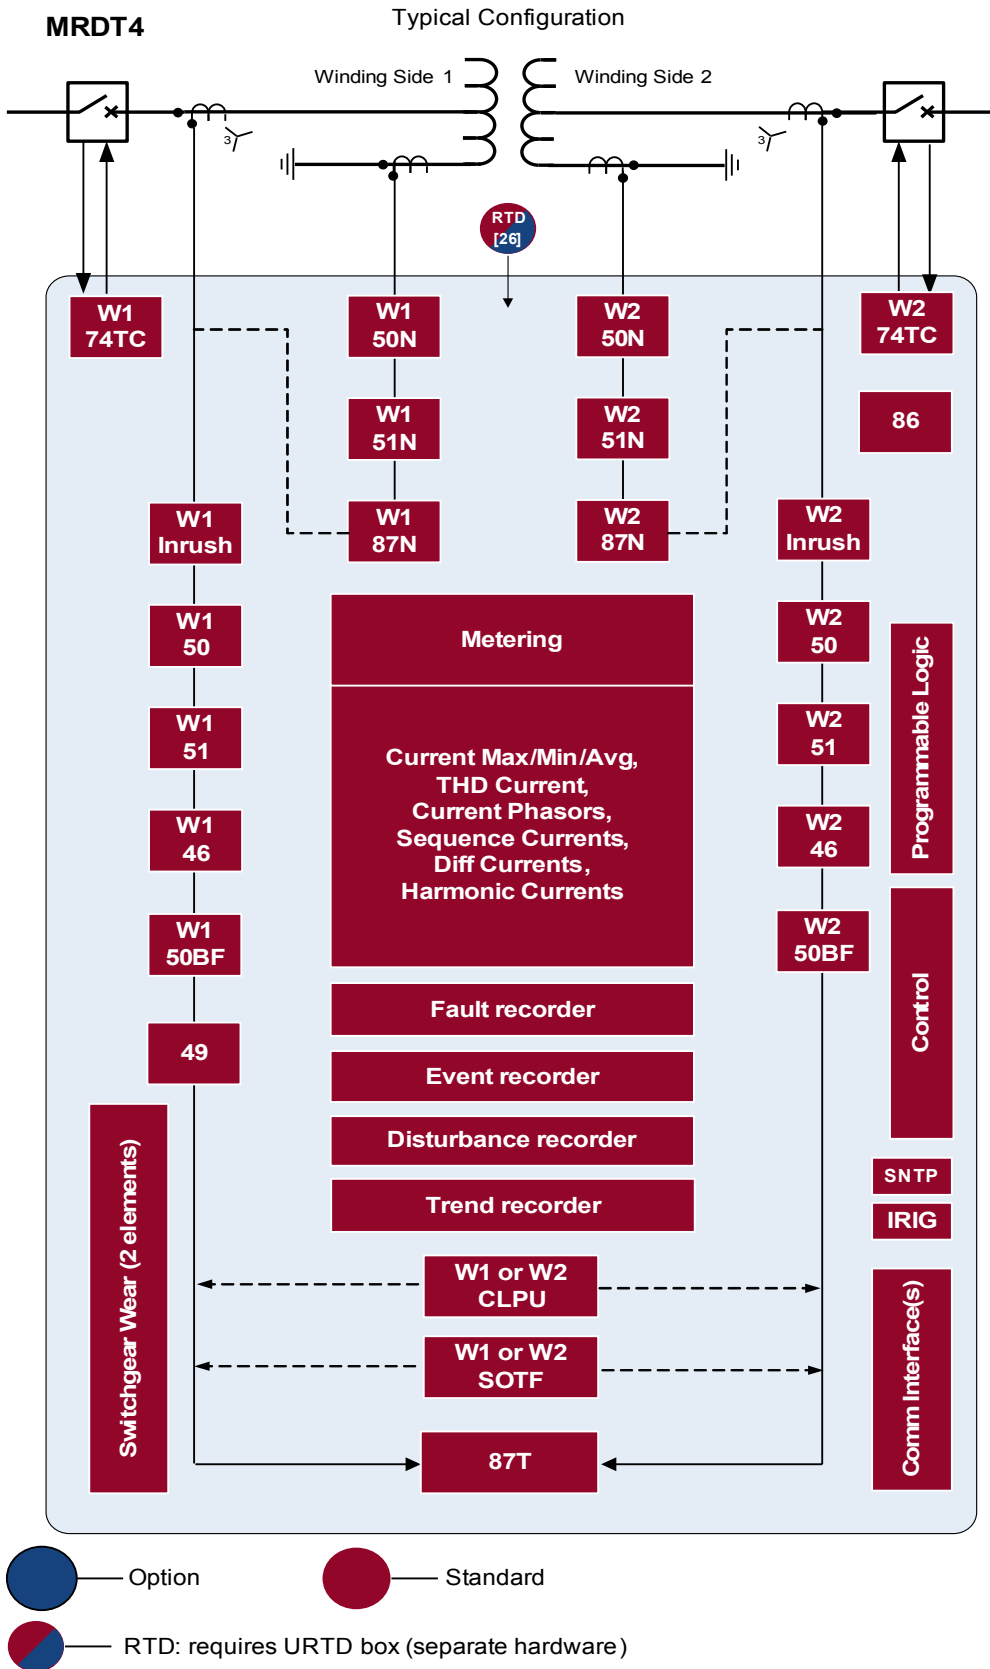 MRDT4
Typical Configuration
Winding Side 1
Winding Side 2
3
3
RTD
[26]
W1
74TC
W1
50N
W2
50N
W2
74TC
W1
51N
W2
51N
86
W1
Inrush
W1
87N
W2
87N
W2
Inrush
W1
50
W2
50
W1
51
W2
51
W1
46
W2
46
W1
50BF
W2
50BF
49
Metering
Current Max/Min/Avg,
THD Current,
Current Phasors,
Sequence Currents,
Diff Currents,
Harmonic Currents
Fault recorder
Event recorder
Disturbance recorder
Trend recorder
Programmable Logic
Control
SNTP
IRIG
Switchgear Wear (2 elements)
W1 or W2
CLPU
W1 or W2
SOTF
87T
Comm Interface(s)
Option
Standard
RTD: requires URTD box (separate hardware)